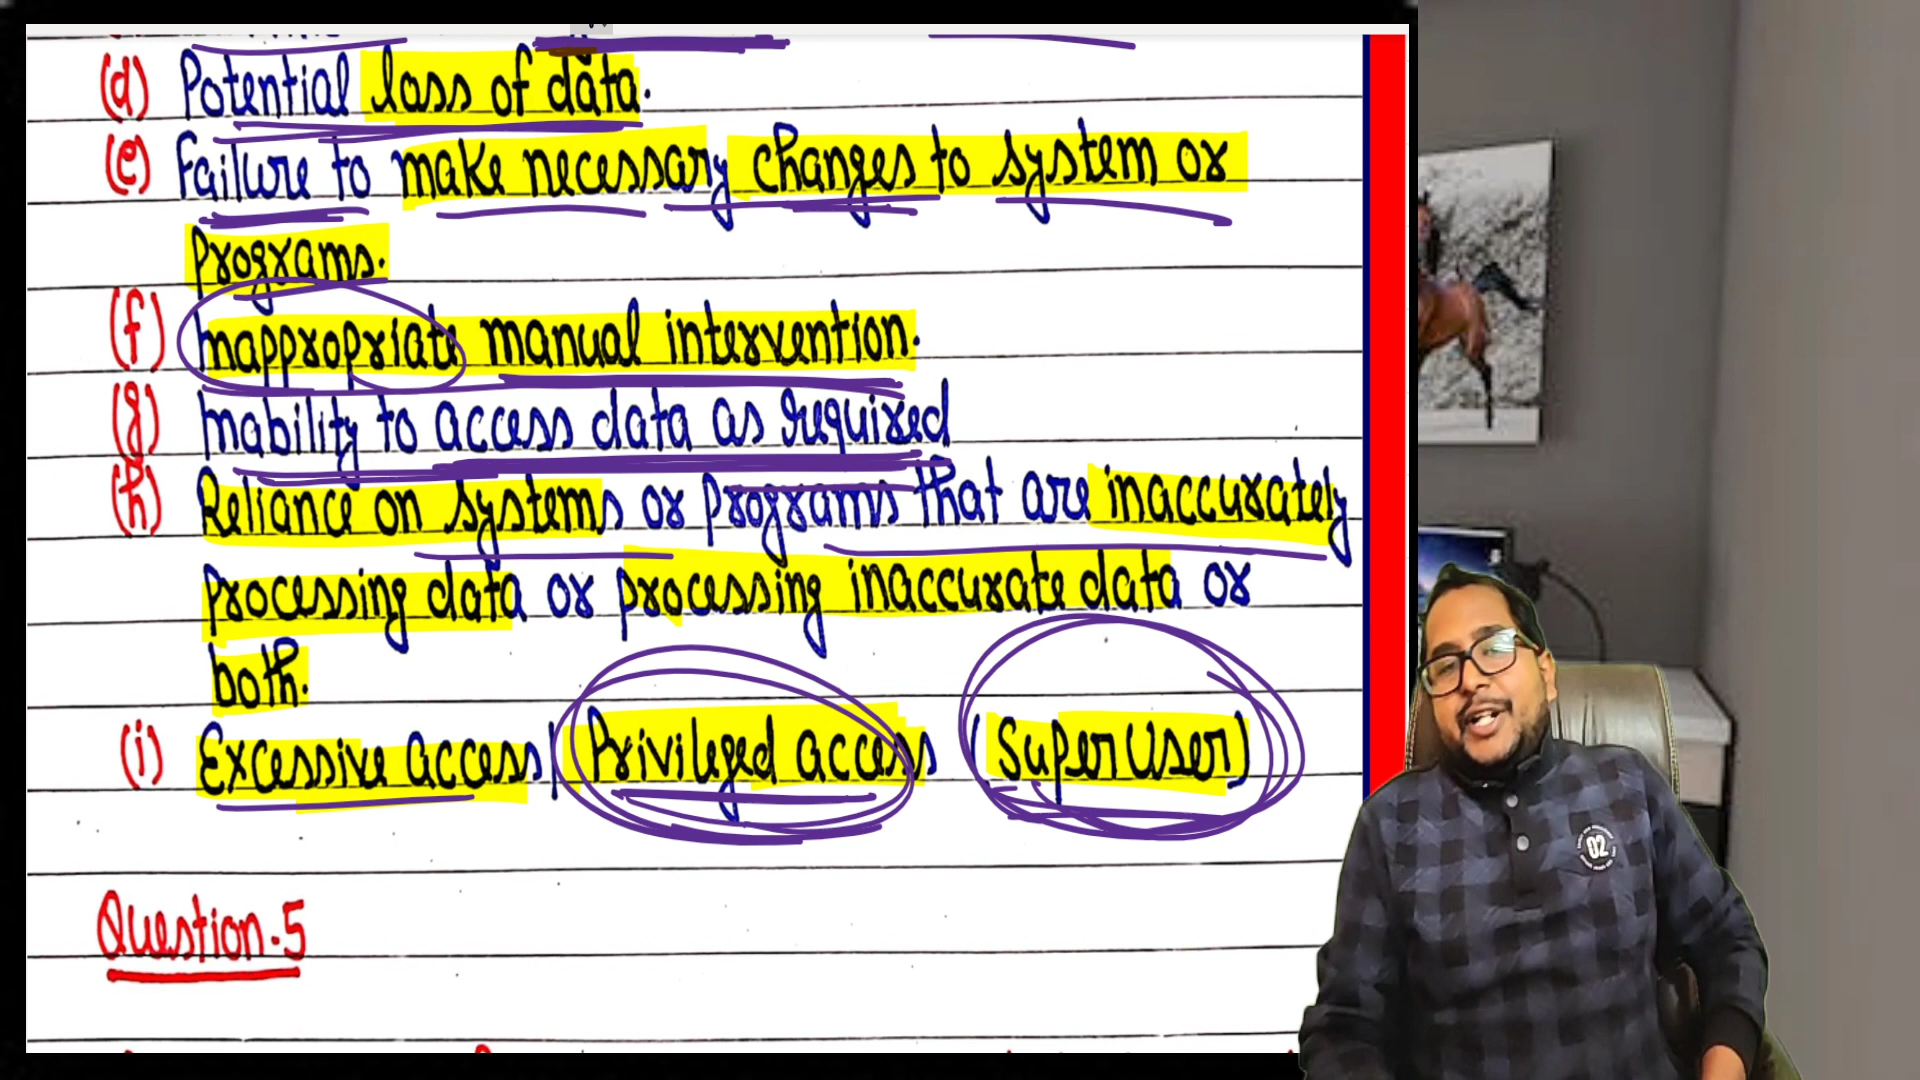 (d) Potential loss of data.
(e) Failure to make necessary changes to system or
Programs.
(f) Inappropriate manual intervention.
(g) Inability to access data as required
(h) Reliance on systems or programs that are inaccurately
processing data or processing inaccurate data or
both.
(i) Excessive access/ Privileged access (Super User)
Question.5
02